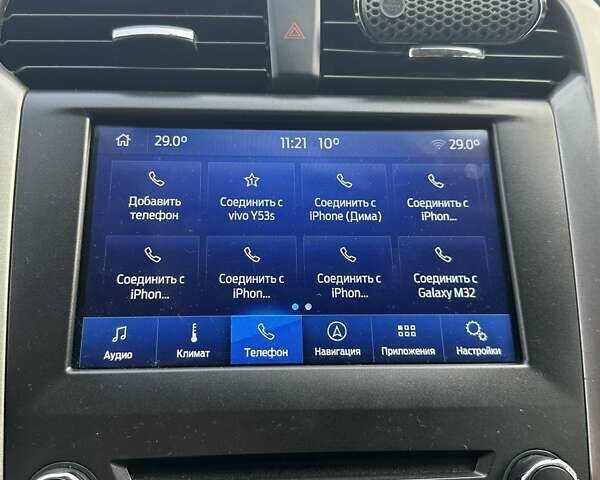 29.0° 11:21 10° 29.0°
Добавить телефон
Соединить с vivo Y53s
Соединить с iPhone (Дима)
Соединить с iPhon...
Соединить с iPhon...
Соединить с iPhon...
Соединить с iPhon...
Соединить с Galaxy M32
Аудио Климат Телефон Навигация Приложения Настройки